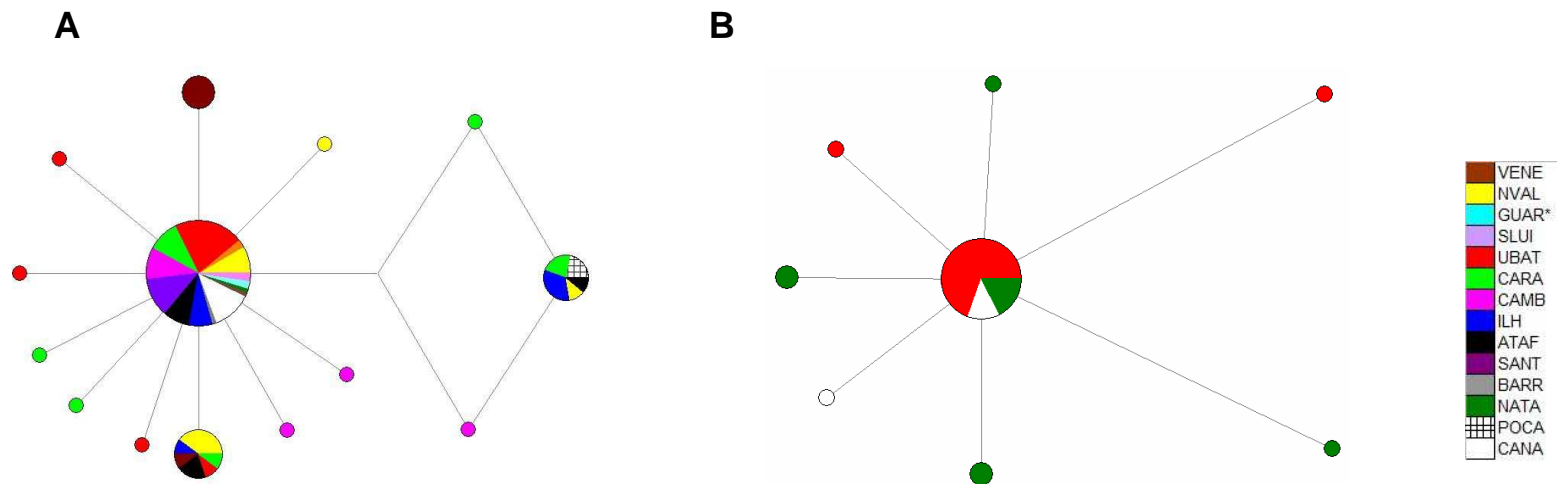 A
B
VENE
NVAL
GUAR*
SLUI
UBAT
CARA
CAMB
ILH
ATAF
SANT
BARR
NATA
POCA
CANA